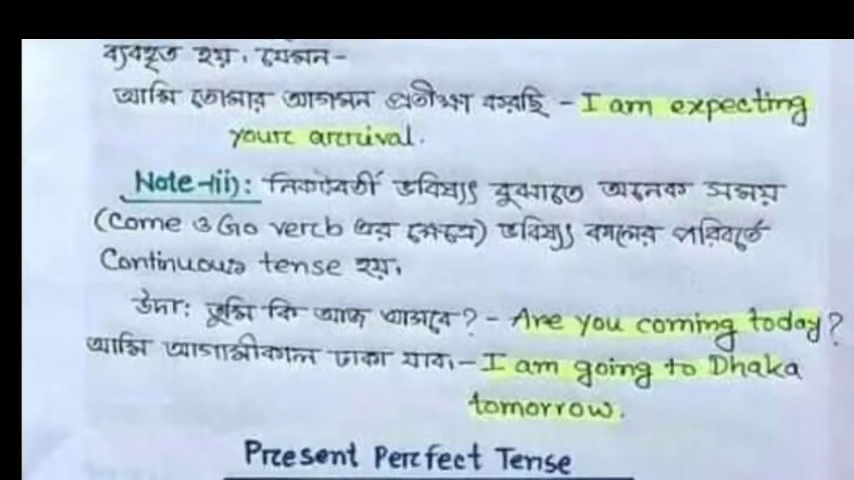 ব্যবহৃত হয়। যেমন-
আমি তোমার আগমন প্রতীক্ষা করছি - I am expecting
your arrival.
Note-(ii): নিকটবর্তী ভবিষ্যৎ বুঝাতে অনেক সময়
(Come ও Go verb এর ক্ষেত্রে) ভবিষ্যৎ কালের পরিবর্তে
Continuous tense হয়।
উদা: তুমি কি আজ আসবে? - Are you coming today?
আমি আগামীকাল ঢাকা যাব। - I am going to Dhaka
tomorrow.
Present Perfect Tense